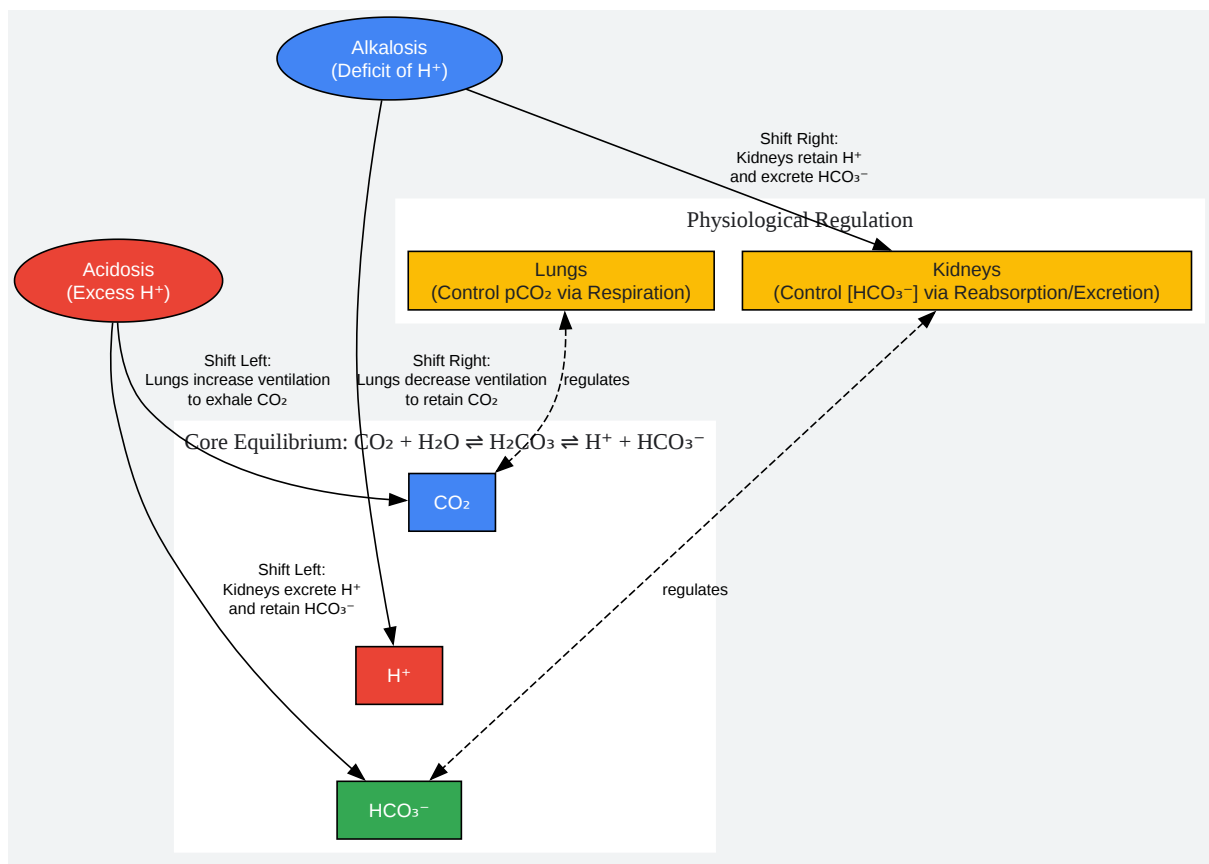 Alkalosis
(Deficit of H⁺)
Shift Right:
Kidneys retain H⁺
and excrete HCO₃⁻
Physiological Regulation
Acidosis
(Excess H⁺)
Lungs
(Control pCO₂ via Respiration)
Kidneys
(Control [HCO₃⁻] via Reabsorption/Excretion)
Shift Left:
Lungs increase ventilation
to exhale CO₂
Shift Right:
Lungs decrease ventilation
to retain CO₂
regulates
Core Equilibrium: CO₂ + H₂O ⇌ H₂CO₃ ⇌ H⁺ + HCO₃⁻
CO₂
Shift Left:
Kidneys excrete H⁺
and retain HCO₃⁻
regulates
H⁺
HCO₃⁻